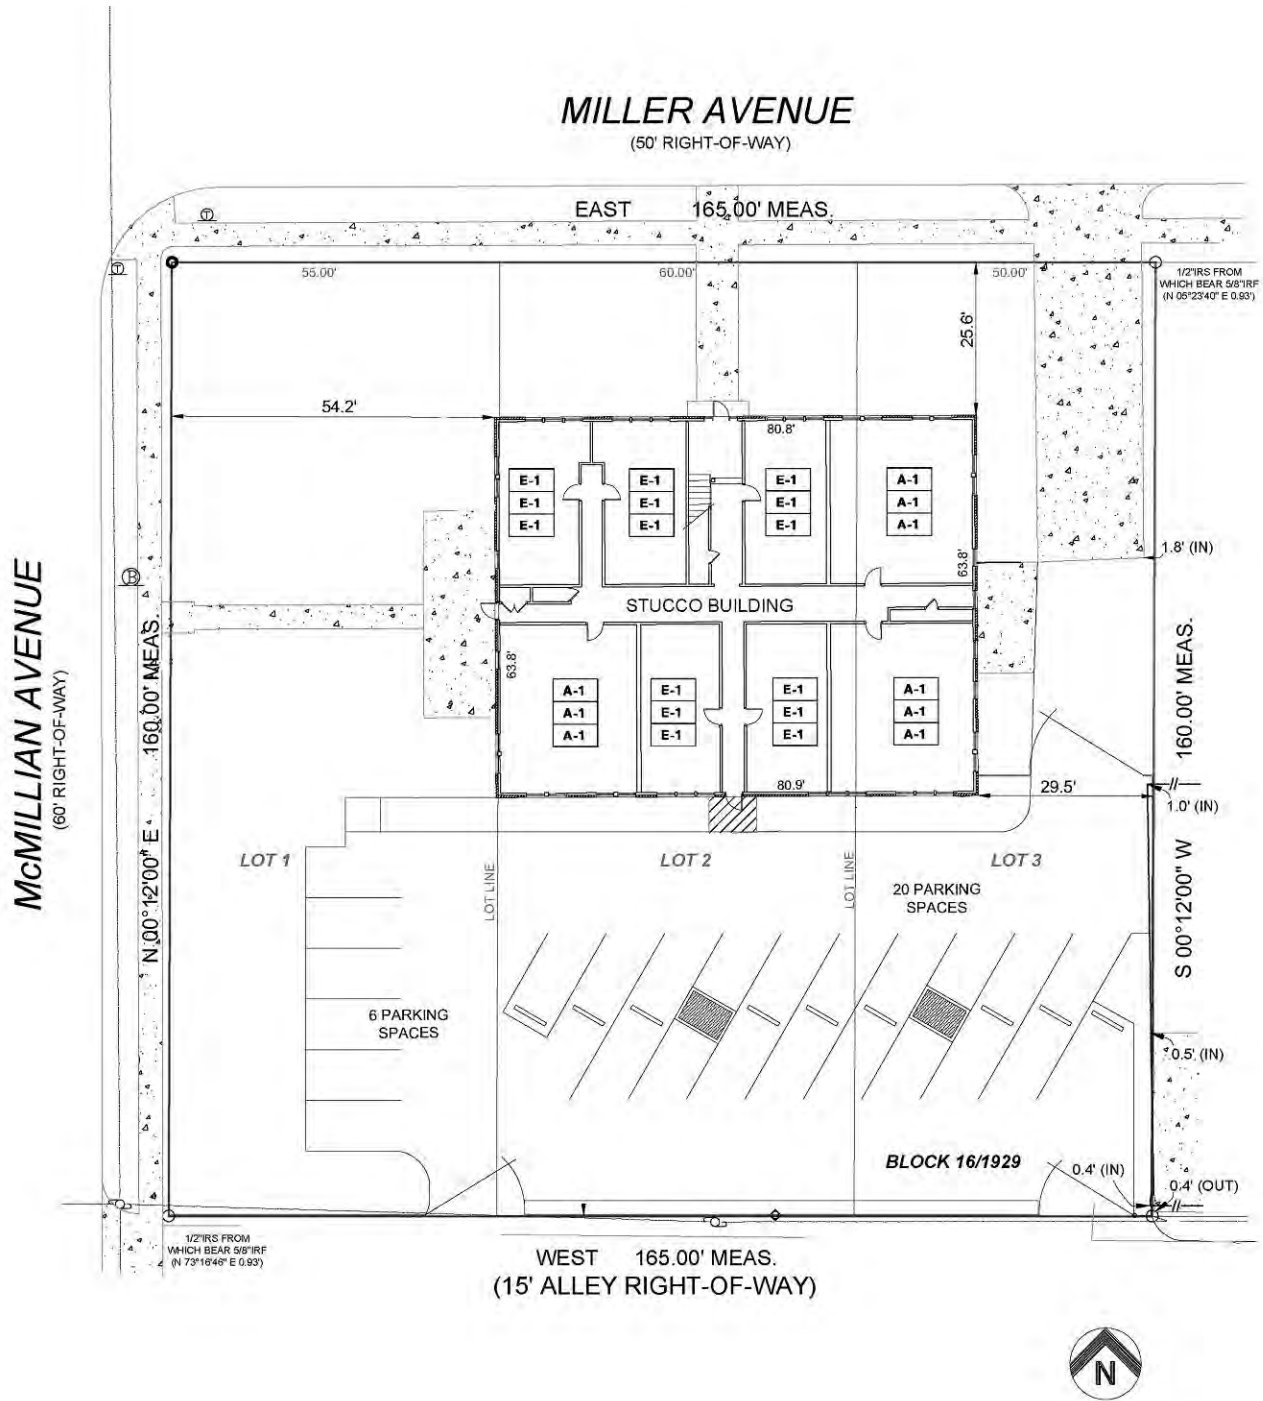 MILLER AVENUE
(50' RIGHT-OF-WAY)
EAST 165.00' MEAS.
T
T
55.00'
60.00'
50.00'
1/2"IRS FROM
WHICH BEAR 5/8"IRF
(N 05°23'40" E 0.93')
25.6'
54.2'
80.8'
E-1
E-1
E-1
E-1
E-1
E-1
E-1
E-1
E-1
A-1
A-1
A-1
1.8' (IN)
63.8'
B
STUCCO BUILDING
McMILLIAN AVENUE
(60' RIGHT-OF-WAY)
N 00°12'00" E 160.00' MEAS.
63.8'
A-1
A-1
A-1
E-1
E-1
E-1
E-1
E-1
E-1
A-1
A-1
A-1
160.00' MEAS.
S 00°12'00" W
80.9'
29.5'
1.0' (IN)
LOT 1
LOT 2
LOT 3
LOT LINE
LOT LINE
20 PARKING
SPACES
6 PARKING
SPACES
0.5' (IN)
BLOCK 16/1929
0.4' (IN)
0.4' (OUT)
1/2"IRS FROM
WHICH BEAR 5/8"IRF
(N 73°16'46" E 0.93')
WEST 165.00' MEAS.
(15' ALLEY RIGHT-OF-WAY)
N